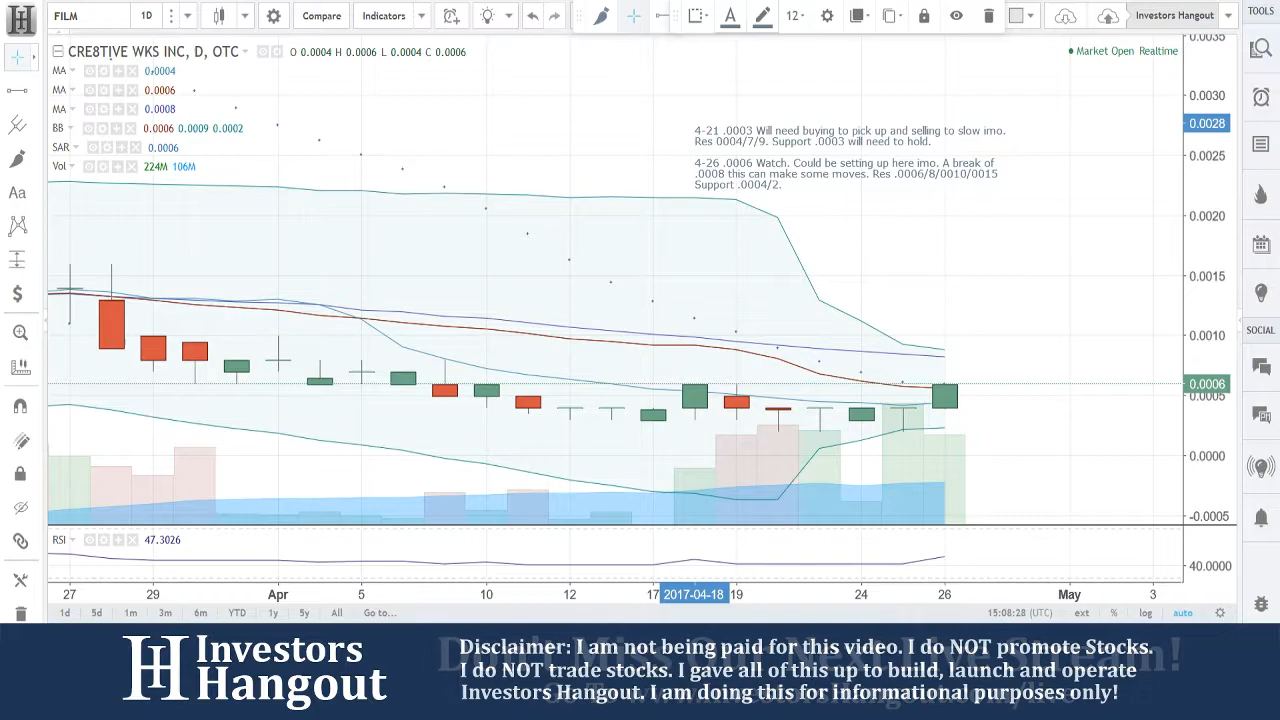 FILM
1D
Compare
Indicators
12
Investors Hangout
TOOLS
CRE8TIVE WKS INC, D, OTC
O 0.0004 H 0.0006 L 0.0004 C 0.0006
Market Open Realtime
MA 0.0004
MA 0.0006
MA 0.0008
BB 0.0006 0.0009 0.0002
SAR 0.0006
Vol 224M 106M
4-21 .0003 Will need buying to pick up and selling to slow imo.
Res 0004/7/9. Support .0003 will need to hold.
4-26 .0006 Watch. Could be setting up here imo. A break of
.0008 this can make some moves. Res .0006/8/0010/0015
Support .0004/2.
0.0035
0.0030
0.0028
0.0025
0.0020
0.0015
0.0010
0.0006
0.0005
0.0000
-0.0005
SOCIAL
Aa
RSI 47.3026
40.0000
27 29 Apr 5 10 12 17 2017-04-18 19 24 26 May 3
1d 5d 1m 3m 6m YTD 1y 5y All Go to...
15:08:28 (UTC) ext % log auto
H
Investors
Hangout
Disclaimer: I am not being paid for this video. I do NOT promote Stocks.
I do NOT trade stocks. I gave all of this up to build, launch and operate
Investors Hangout. I am doing this for informational purposes only!